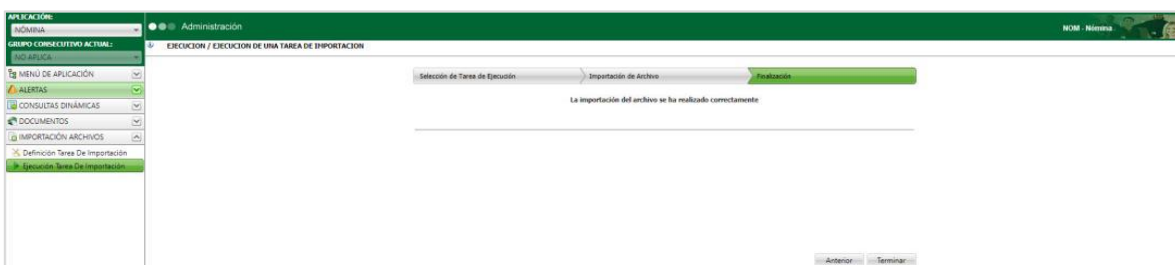 APLICACIÓN:
NÓMINA
Administración
NOM - Nómina
GRUPO CONSECUTIVO ACTUAL:
EJECUCION / EJECUCION DE UNA TAREA DE IMPORTACION
NO APLICA
MENÚ DE APLICACIÓN
Selección de Tarea de Ejecución
Importación de Archivo
Finalización
ALERTAS
La importación del archivo se ha realizado correctamente
CONSULTAS DINÁMICAS
DOCUMENTOS
IMPORTACIÓN ARCHIVOS
Definición Tarea De Importación
Ejecución Tarea De Importación
Anterior
Terminar